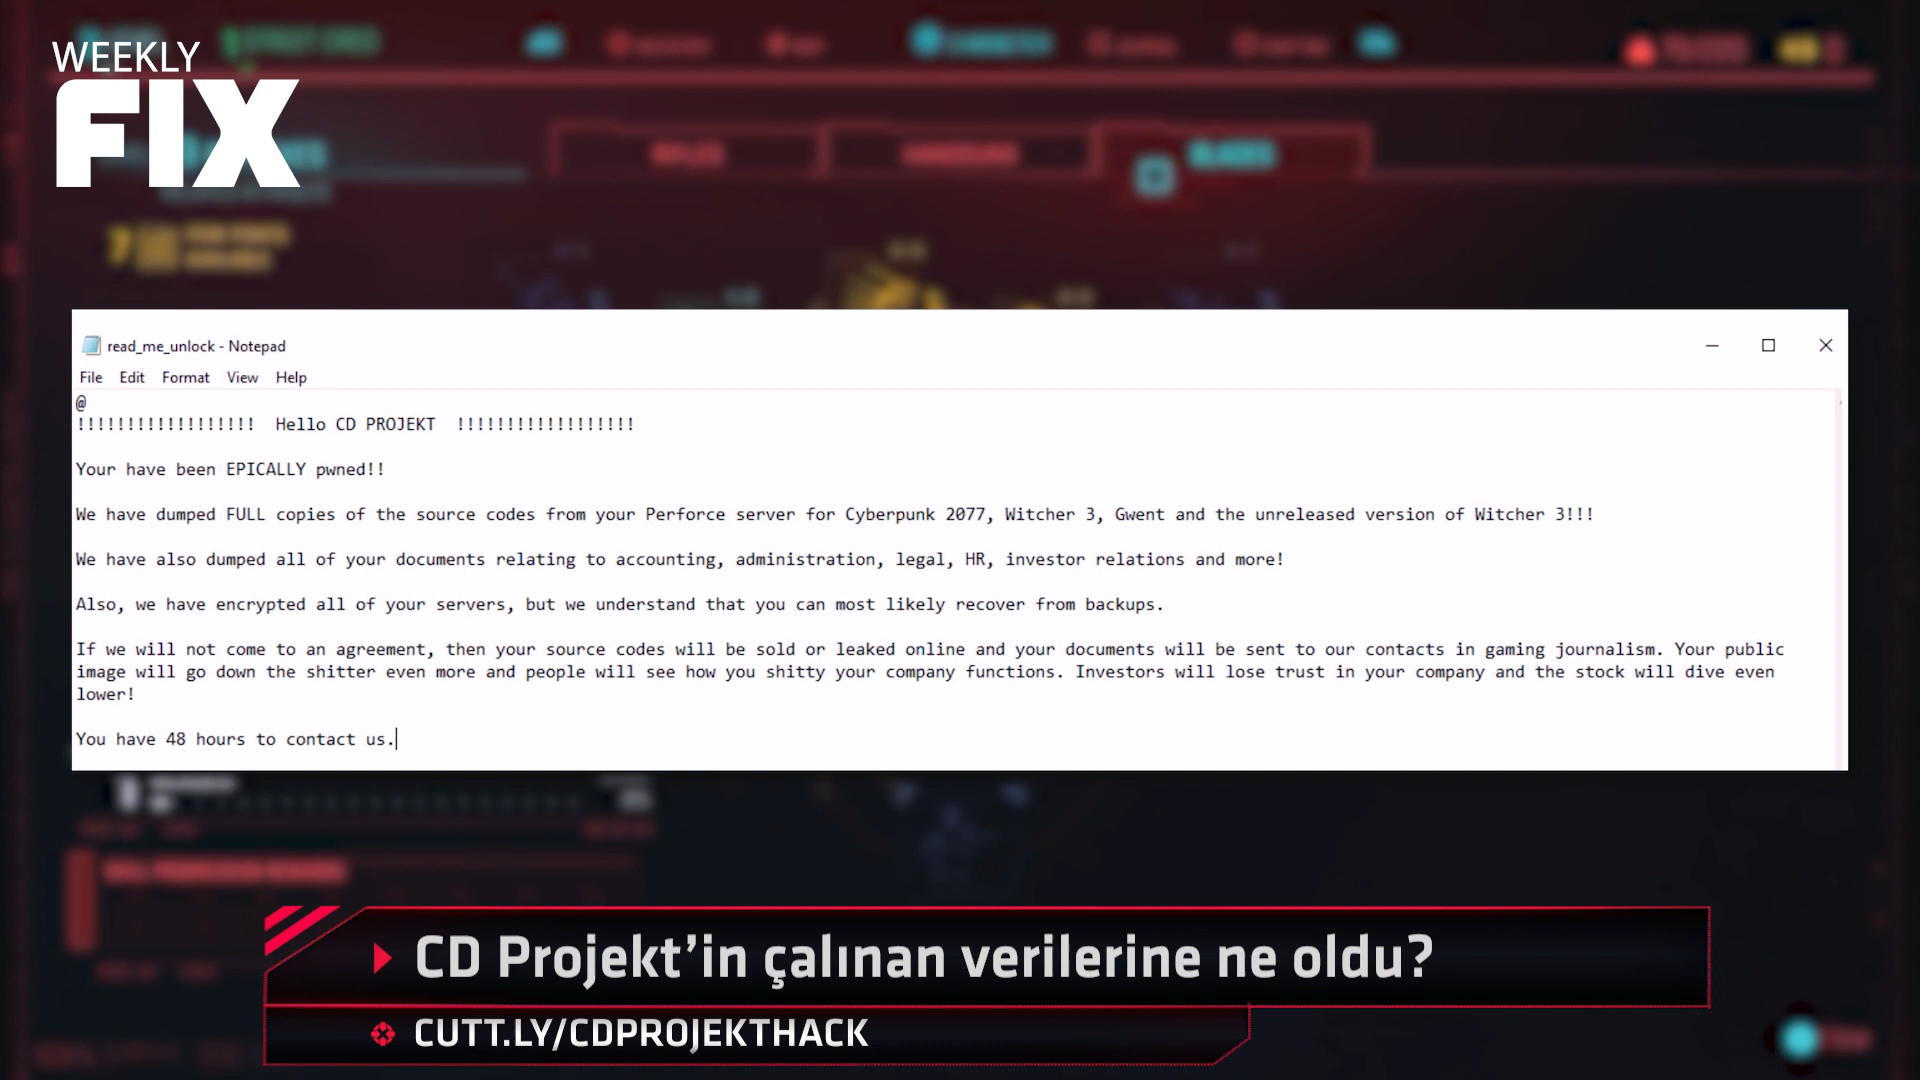 WEEKLY
FIX
read_me_unlock - Notepad
File Edit Format View Help
@
!!!!!!!!!!!!!!!!!! Hello CD PROJEKT !!!!!!!!!!!!!!!!!!
Your have been EPICALLY pwned!!
We have dumped FULL copies of the source codes from your Perforce server for Cyberpunk 2077, Witcher 3, Gwent and the unreleased version of Witcher 3!!!
We have also dumped all of your documents relating to accounting, administration, legal, HR, investor relations and more!
Also, we have encrypted all of your servers, but we understand that you can most likely recover from backups.
If we will not come to an agreement, then your source codes will be sold or leaked online and your documents will be sent to our contacts in gaming journalism. Your public
image will go down the shitter even more and people will see how you shitty your company functions. Investors will lose trust in your company and the stock will dive even
lower!
You have 48 hours to contact us.
CD Projekt’in çalınan verilerine ne oldu?
CUTT.LY/CDPROJEKTHACK